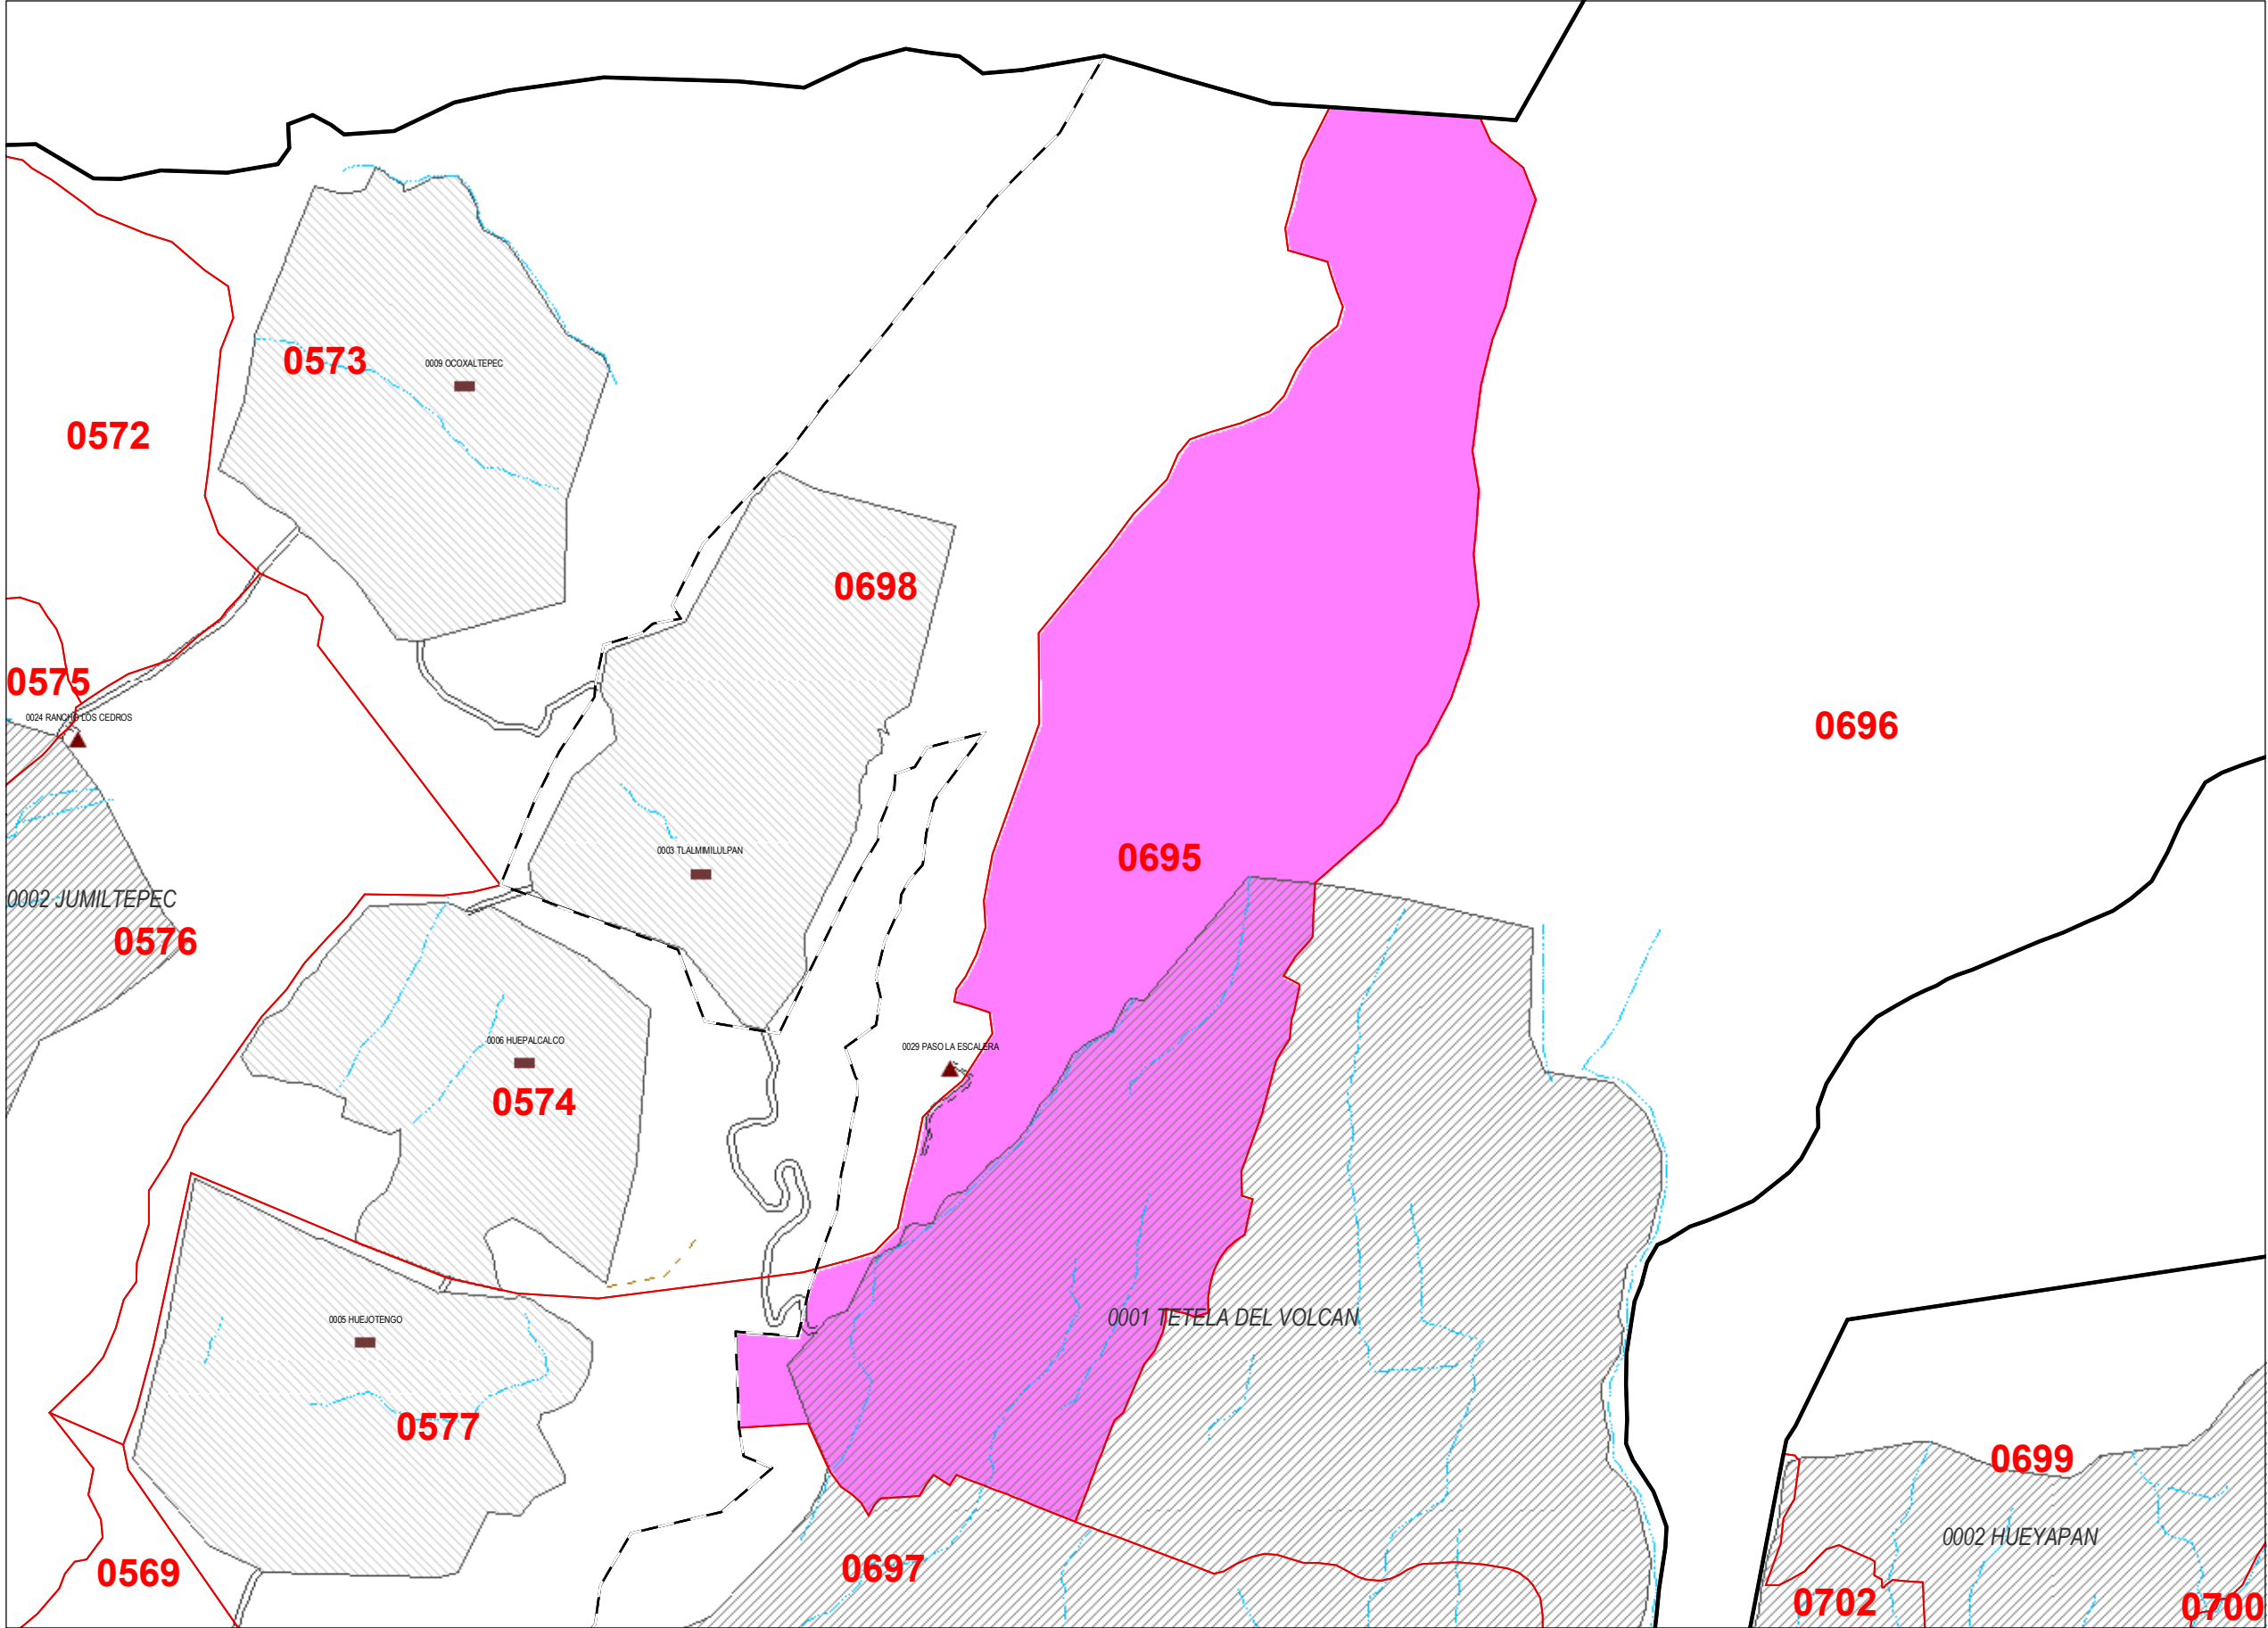 0573
0009 OCOXALTEPEC
0572
0698
0575
0024 RANCHO LOS CEDROS
0696
0003 TLALMIMILULPAN
0695
0002 JUMILTEPEC
0576
0006 HUEPALCALCO
0029 PASO LA ESCALERA
0574
0005 HUEJOTENGO
0001 TETELA DEL VOLCAN
0577
0699
0002 HUEYAPAN
0569
0697
0702
0700